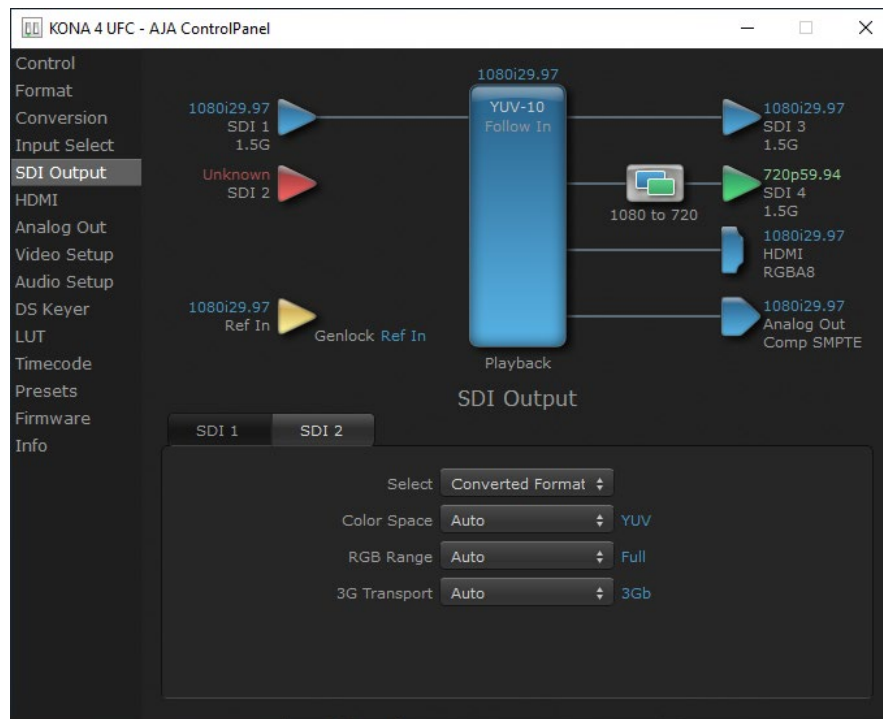 KONA 4 UFC - AJA ControlPanel
Control
Format
Conversion
Input Select
SDI Output
HDMI
Analog Out
Video Setup
Audio Setup
DS Keyer
LUT
Timecode
Presets
Firmware
Info
1080i29.97
SDI 1
1.5G
Unknown
SDI 2
1080i29.97
Ref In
Genlock Ref In
1080i29.97
YUV-10
Follow In
Playback
1080 to 720
1080i29.97
SDI 3
1.5G
720p59.94
SDI 4
1.5G
1080i29.97
HDMI
RGBA8
1080i29.97
Analog Out
Comp SMPTE
SDI Output
SDI 1
SDI 2
Select Converted Format
Color Space Auto YUV
RGB Range Auto Full
3G Transport Auto 3Gb